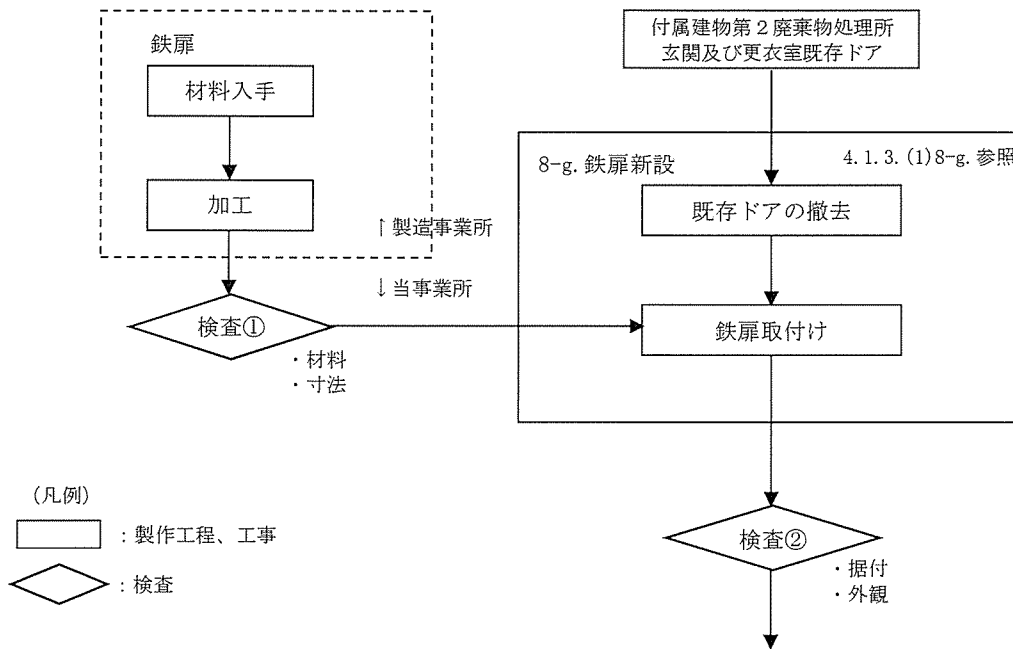 鉄扉
材料入手
加工
↑製造事業所
↓当事業所
検査①
・材料
・寸法
付属建物第2廃棄物処理所
玄関及び更衣室既存ドア
8-g. 鉄扉新設
4.1.3.(1)8-g.参照
既存ドアの撤去
鉄扉取付け
検査②
・据付
・外観
(凡例)
：製作工程、工事
：検査